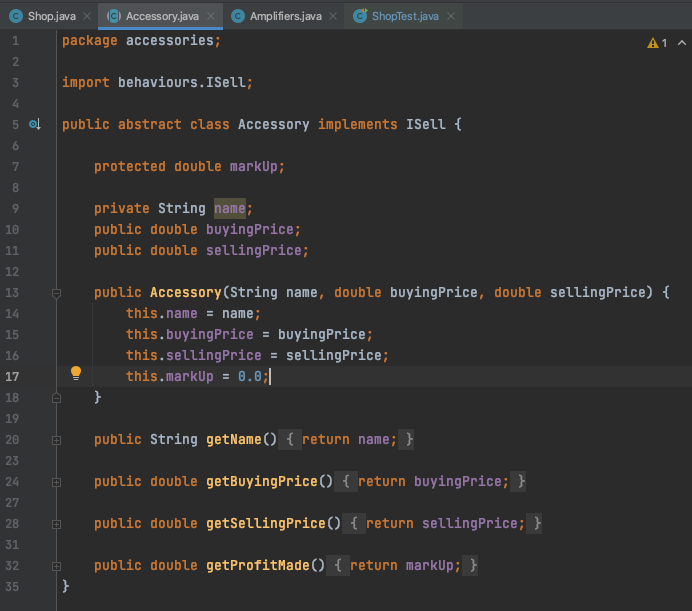 Shop.java × Accessory.java × Amplifiers.java × ShopTest.java ×
1 package accessories; 1
2
3 import behaviours.ISell;
4
5 public abstract class Accessory implements ISell {
6
7 protected double markUp;
8
9 private String name;
10 public double buyingPrice;
11 public double sellingPrice;
12
13 public Accessory(String name, double buyingPrice, double sellingPrice) {
14 this.name = name;
15 this.buyingPrice = buyingPrice;
16 this.sellingPrice = sellingPrice;
17 this.markUp = 0.0;
18 }
19
20 public String getName() { return name; }
23
24 public double getBuyingPrice() { return buyingPrice; }
27
28 public double getSellingPrice() { return sellingPrice; }
31
32 public double getProfitMade() { return markUp; }
35 }